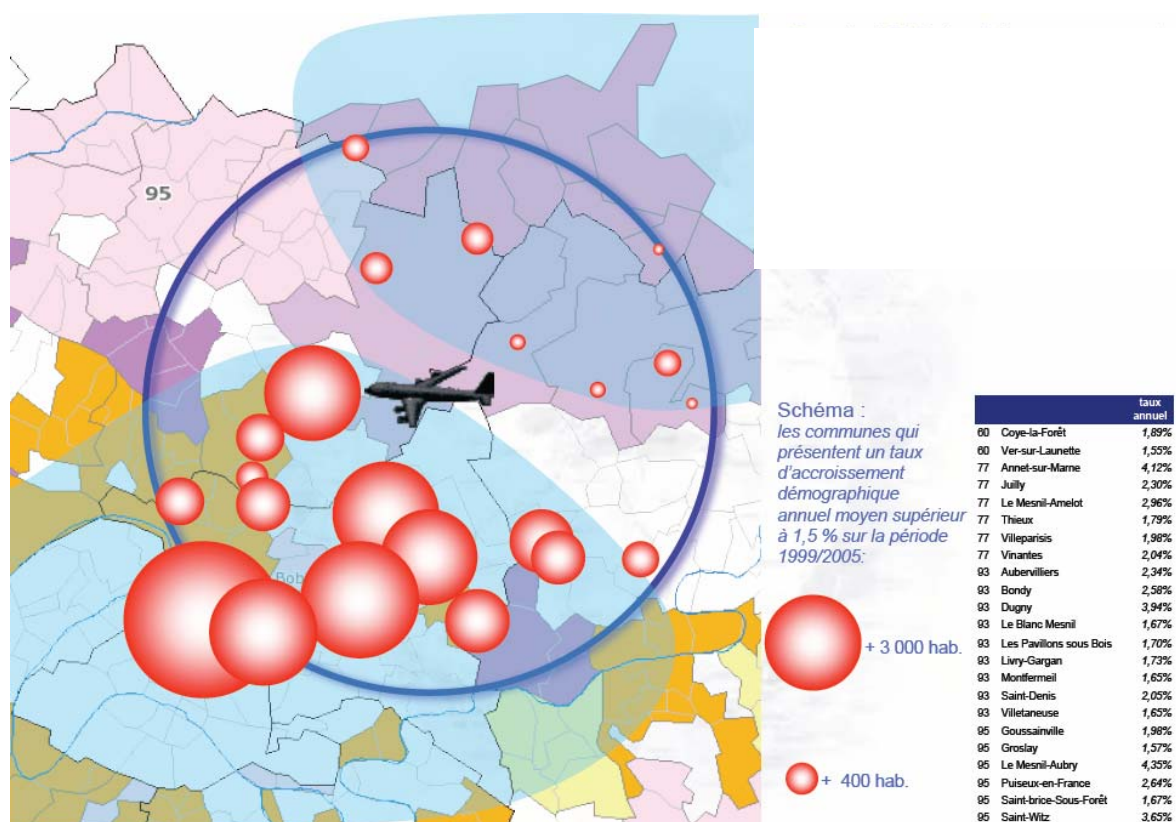 95
Bob
Schéma :
les communes qui
présentent un taux
d'accroissement
démographique
annuel moyen supérieur
à 1,5 % sur la période
1999/2005:
+ 3 000 hab.
+ 400 hab.
taux
annuel
60 Coye-la-Forêt 1,89%
60 Ver-sur-Launette 1,55%
77 Annet-sur-Marne 4,12%
77 Juilly 2,30%
77 Le Mesnil-Amelot 2,96%
77 Thieux 1,79%
77 Villeparisis 1,98%
77 Vinantes 2,04%
93 Aubervilliers 2,34%
93 Bondy 2,58%
93 Dugny 3,94%
93 Le Blanc Mesnil 1,67%
93 Les Pavillons sous Bois 1,70%
93 Livry-Gargan 1,73%
93 Montfermeil 1,65%
93 Saint-Denis 2,05%
93 Villetaneuse 1,65%
95 Goussainville 1,98%
95 Groslay 1,57%
95 Le Mesnil-Aubry 4,35%
95 Puiseux-en-France 2,64%
95 Saint-brice-Sous-Forêt 1,67%
95 Saint-Witz 3,65%